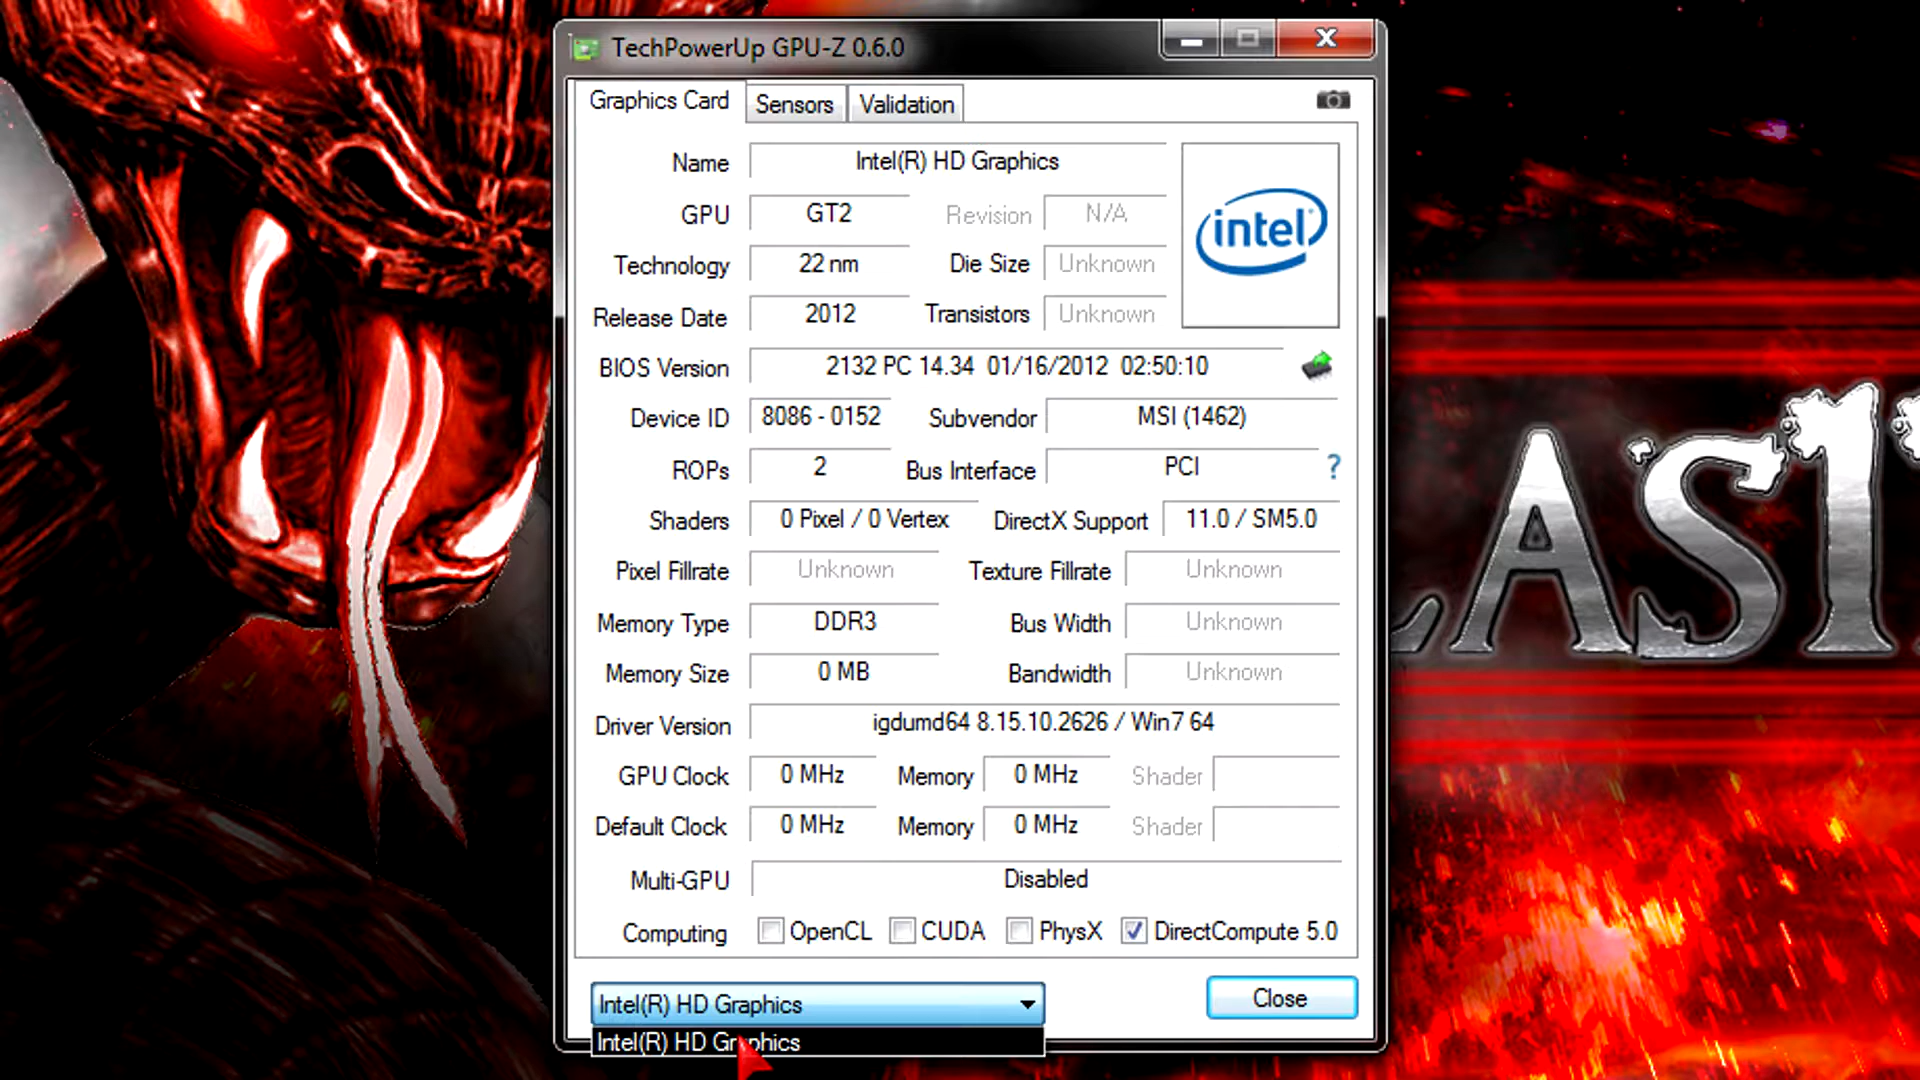 TechPowerUp GPU-Z 0.6.0
Graphics Card Sensors Validation
Name Intel(R) HD Graphics
intel
GPU GT2 Revision N/A
Technology 22 nm Die Size Unknown
Release Date 2012 Transistors Unknown
BIOS Version 2132 PC 14.34 01/16/2012 02:50:10
Device ID 8086 - 0152 Subvendor MSI (1462)
ROPs 2 Bus Interface PCI ?
Shaders 0 Pixel / 0 Vertex DirectX Support 11.0 / SM5.0
Pixel Fillrate Unknown Texture Fillrate Unknown
Memory Type DDR3 Bus Width Unknown
Memory Size 0 MB Bandwidth Unknown
Driver Version igdumd64 8.15.10.2626 / Win7 64
GPU Clock 0 MHz Memory 0 MHz Shader
Default Clock 0 MHz Memory 0 MHz Shader
Multi-GPU Disabled
Computing OpenCL CUDA PhysX DirectCompute 5.0
Intel(R) HD Graphics Close
Intel(R) HD Graphics